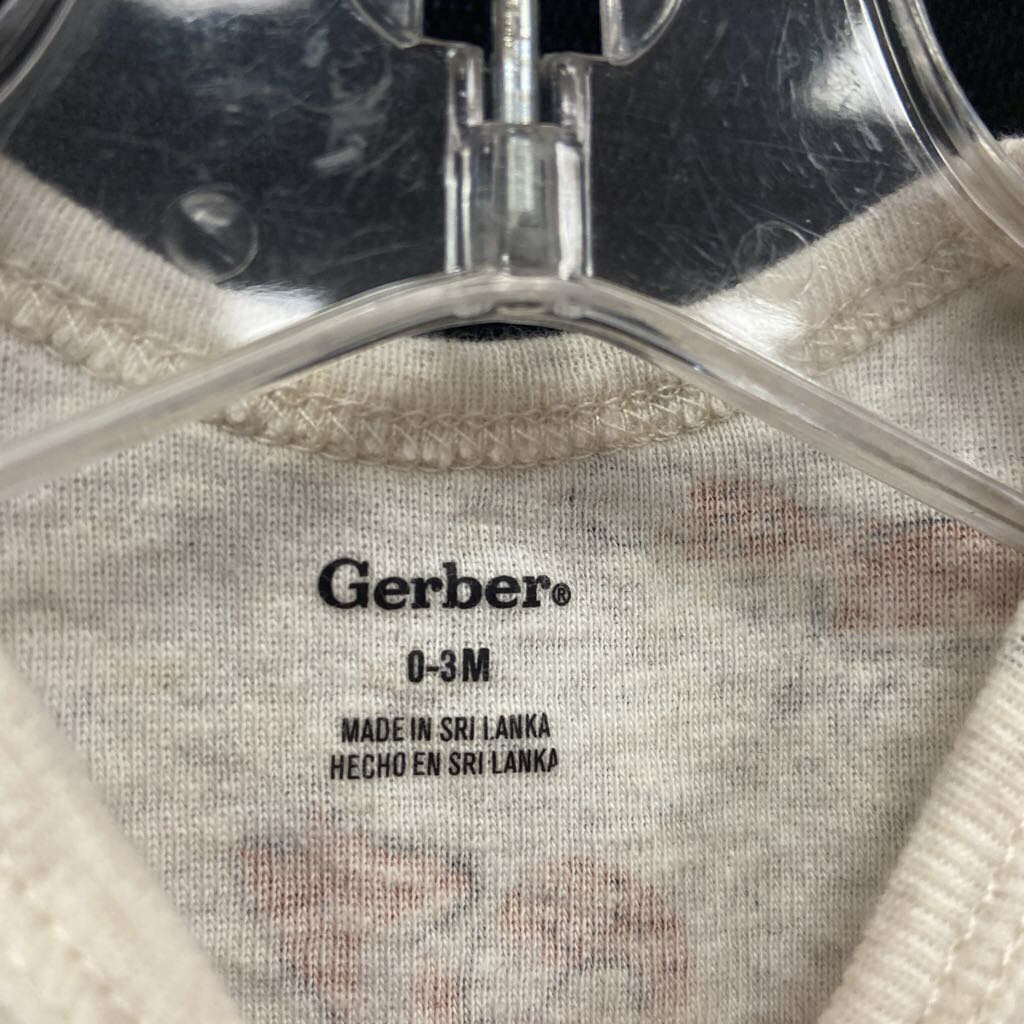 Gerber®
0-3M
MADE IN SRI LANKA
HECHO EN SRI LANKA